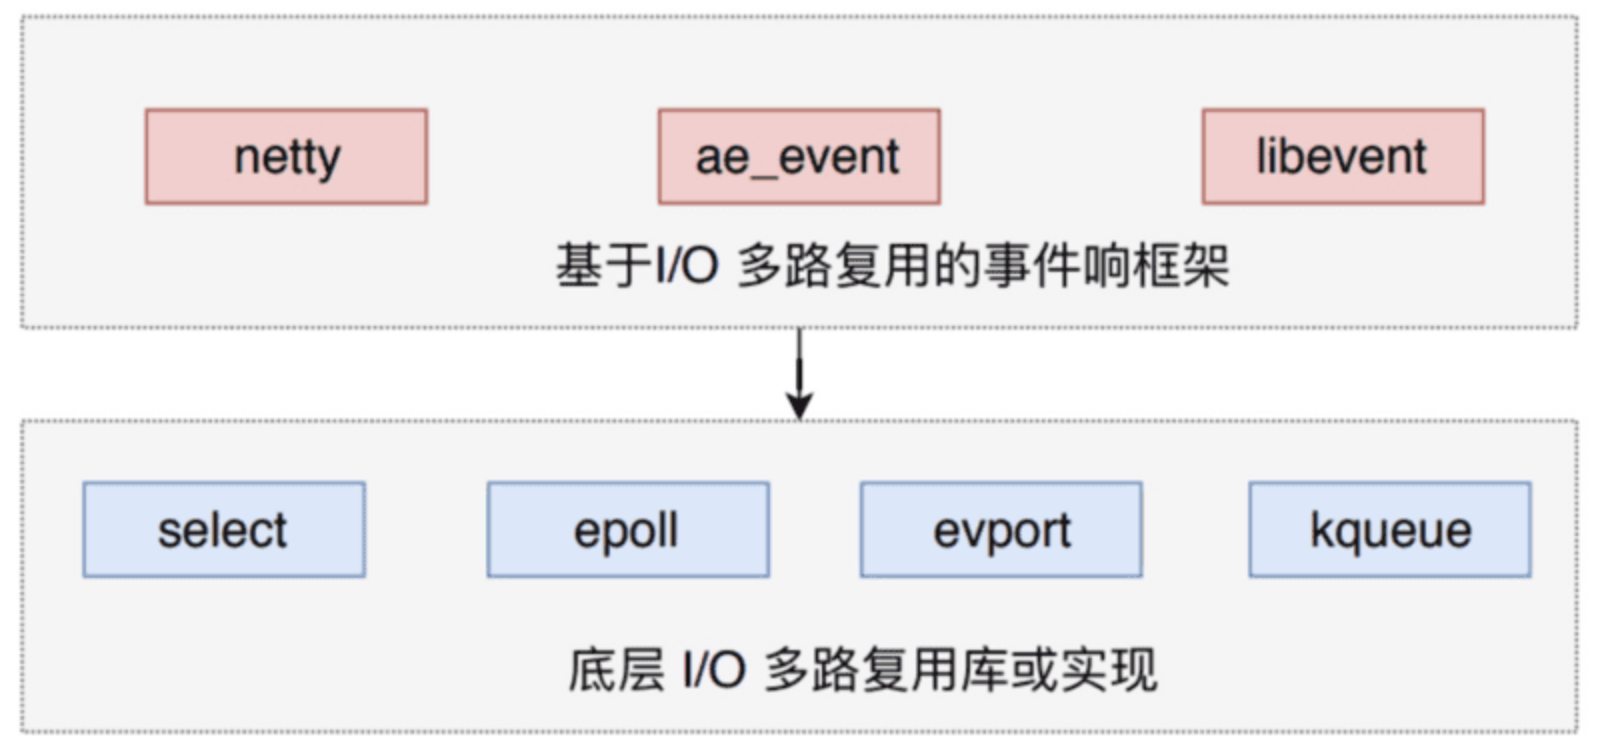 netty
ae_event
libevent
基于I/O 多路复用的事件响框架
select
epoll
evport
kqueue
底层 I/O 多路复用库或实现